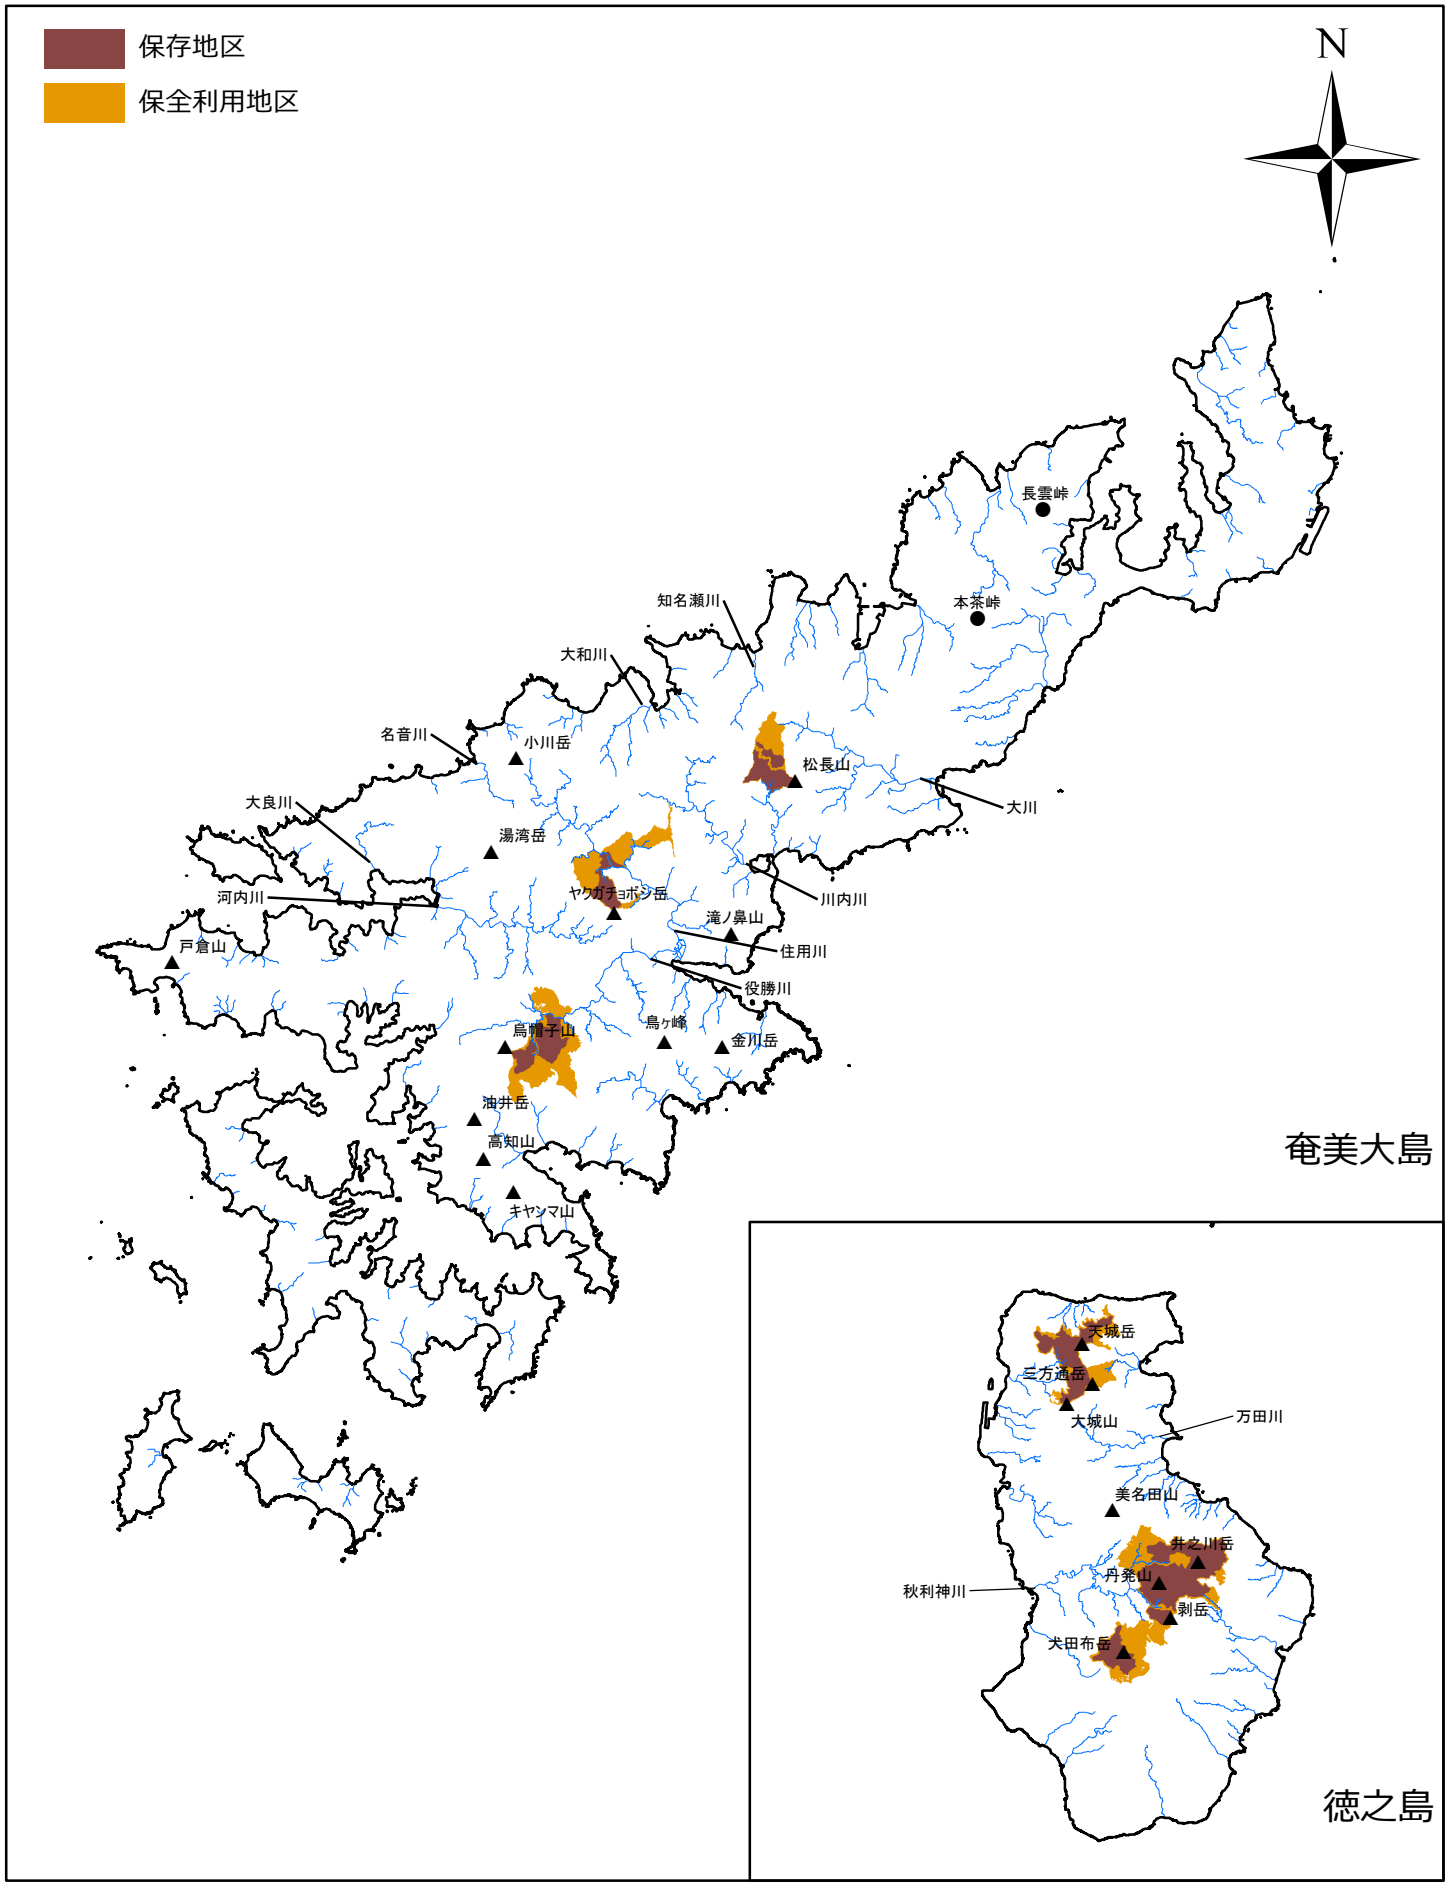 保存地区
保全利用地区
N
長雲峠
本茶峠
知名瀬川
大和川
名音川
小川岳
松長山
大川
大良川
湯湾岳
河内川
ヤクガチョボシ岳
川内川
滝ノ鼻山
戸倉山
住用川
役勝川
烏帽子山
鳥ヶ峰
金川岳
油井岳
高知山
キヤンマ山
奄美大島
天城岳
三方通岳
大城山
万田川
美名田山
井之川岳
丹発山
秋利神川
剥岳
犬田布岳
徳之島